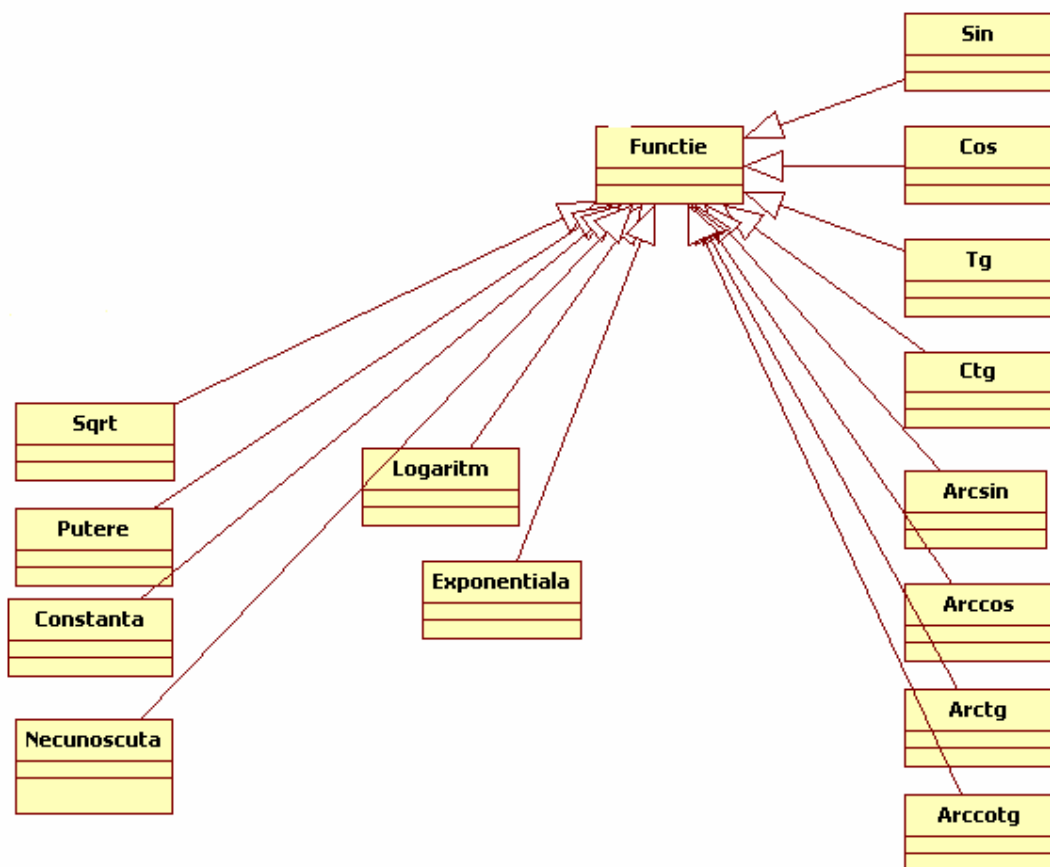 Sin
Functie
Cos
Tg
Ctg
Sqrt
Logaritm
Arcsin
Putere
Exponentiala
Arccos
Constanta
Arctg
Necunoscuta
Arccotg